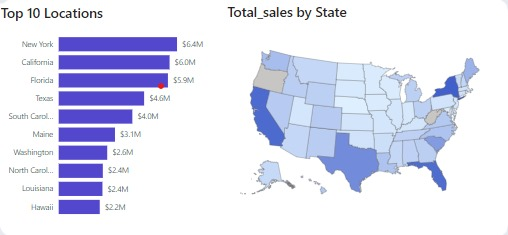 Top 10 Locations
Total_sales by State
New York $6.4M
California $6.0M
Florida $5.9M
Texas $4.6M
South Carol... $4.0M
Maine $3.1M
Washington $2.6M
North Carol... $2.4M
Louisiana $2.4M
Hawaii $2.2M